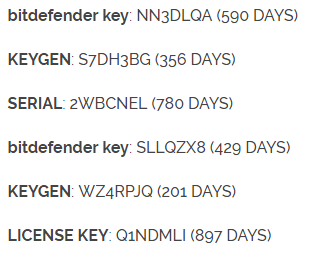 bitdefender key: NN3DLQA (590 DAYS)
KEYGEN: S7DH3BG (356 DAYS)
SERIAL: 2WBCNEL (780 DAYS)
bitdefender key: SLLQZX8 (429 DAYS)
KEYGEN: WZ4RPJQ (201 DAYS)
LICENSE KEY: Q1NDMLI (897 DAYS)